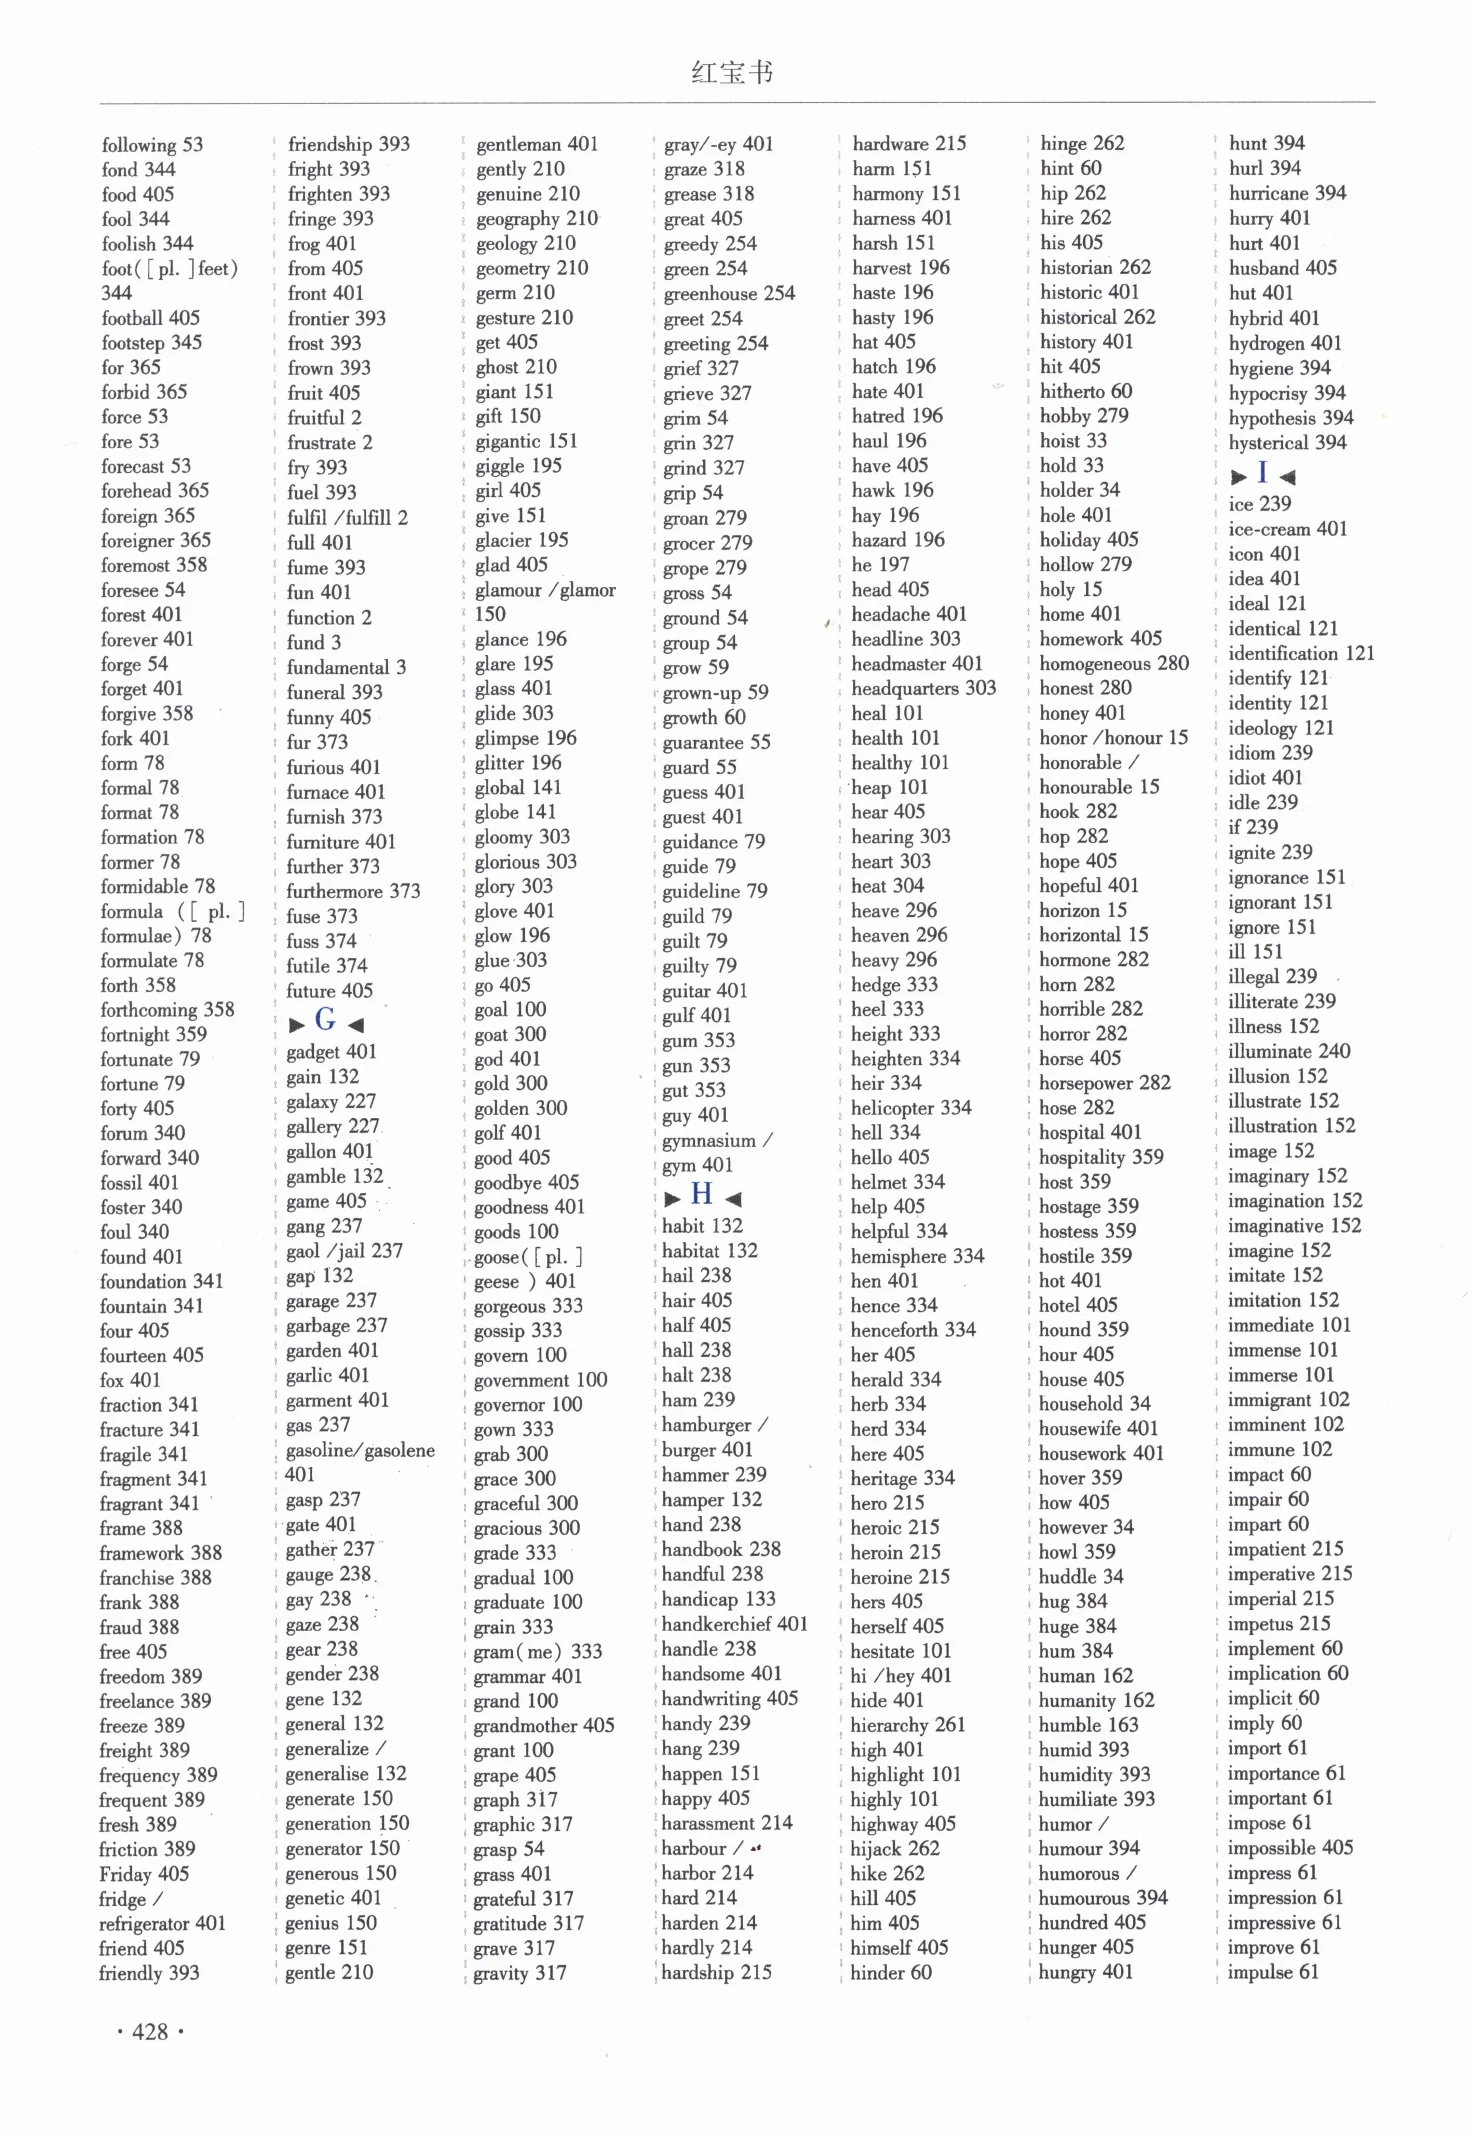 红宝书
following 53
fond 344
food 405
fool 344
foolish 344
foot([pl. ]feet)
344
football 405
footstep 345
for 365
forbid 365
force 53
fore 53
forecast 53
forehead 365
foreign 365
foreigner 365
foremost 358
foresee 54
forest 401
forever 401
forge 54
forget 401
forgive 358
fork 401
form 78
formal 78
format 78
formation 78
former 78
formidable 78
formula ([ pl. ]
formulae) 78
formulate 78
forth 358
forthcoming 358
fortnight 359
fortunate 79
fortune 79
forty 405
forum 340
forward 340
fossil 401
foster 340
foul 340
found 401
foundation 341
fountain 341
four 405
fourteen 405
fox 401
fraction 341
fracture 341
fragile 341
fragment 341
fragrant 341
frame 388
framework 388
franchise 388
frank 388
fraud 388
free 405
freedom 389
freelance 389
freeze 389
freight 389
frequency 389
frequent 389
fresh 389
friction 389
Friday 405
fridge /
refrigerator 401
friend 405
friendly 393
friendship 393
fright 393
frighten 393
fringe 393
frog 401
from 405
front 401
frontier 393
frost 393
frown 393
fruit 405
fruitful 2
frustrate 2
fry 393
fuel 393
fulfil /fulfill 2
full 401
fume 393
fun 401
function 2
fund 3
fundamental 3
funeral 393
funny 405
fur 373
furious 401
furnace 401
furnish 373
furniture 401
further 373
furthermore 373
fuse 373
fuss 374
futile 374
future 405
▶ G ◀
gadget 401
gain 132
galaxy 227
gallery 227
gallon 401
gamble 132
game 405
gang 237
gaol /jail 237
gap 132
garage 237
garbage 237
garden 401
garlic 401
garment 401
gas 237
gasoline/gasolene
401
gasp 237
gate 401
gather 237
gauge 238
gay 238
gaze 238
gear 238
gender 238
gene 132
general 132
generalize /
generalise 132
generate 150
generation 150
generator 150
generous 150
genetic 401
genius 150
genre 151
gentle 210
gentleman 401
gently 210
genuine 210
geography 210
geology 210
geometry 210
germ 210
gesture 210
get 405
ghost 210
giant 151
gift 150
gigantic 151
giggle 195
girl 405
give 151
glacier 195
glad 405
glamour /glamor
150
glance 196
glare 195
glass 401
glide 303
glimpse 196
glitter 196
global 141
globe 141
gloomy 303
glorious 303
glory 303
glove 401
glow 196
glue 303
go 405
goal 100
goat 300
god 401
gold 300
golden 300
golf 401
good 405
goodbye 405
goodness 401
goods 100
goose([pl. ]
geese ) 401
gorgeous 333
gossip 333
govern 100
government 100
governor 100
gown 333
grab 300
grace 300
graceful 300
gracious 300
grade 333
gradual 100
graduate 100
grain 333
gram(me) 333
grammar 401
grand 100
grandmother 405
grant 100
grape 405
graph 317
graphic 317
grasp 54
grass 401
grateful 317
gratitude 317
grave 317
gravity 317
gray/-ey 401
graze 318
grease 318
great 405
greedy 254
green 254
greenhouse 254
greet 254
greeting 254
grief 327
grieve 327
grim 54
grin 327
grind 327
grip 54
groan 279
grocer 279
grope 279
gross 54
ground 54
group 54
grow 59
grown-up 59
growth 60
guarantee 55
guard 55
guess 401
guest 401
guidance 79
guide 79
guideline 79
guild 79
guilt 79
guilty 79
guitar 401
gulf 401
gum 353
gun 353
gut 353
guy 401
gymnasium /
gym 401
▶ H ◀
habit 132
habitat 132
hail 238
hair 405
half 405
hall 238
halt 238
ham 239
hamburger /
burger 401
hammer 239
hamper 132
hand 238
handbook 238
handful 238
handicap 133
handkerchief 401
handle 238
handsome 401
handwriting 405
handy 239
hang 239
happen 151
happy 405
harassment 214
harbour /
harbor 214
hard 214
harden 214
hardly 214
hardship 215
hardware 215
harm 151
harmony 151
harness 401
harsh 151
harvest 196
haste 196
hasty 196
hat 405
hatch 196
hate 401
hatred 196
haul 196
have 405
hawk 196
hay 196
hazard 196
he 197
head 405
headache 401
headline 303
headmaster 401
headquarters 303
heal 101
health 101
healthy 101
heap 101
hear 405
hearing 303
heart 303
heat 304
heave 296
heaven 296
heavy 296
hedge 333
heel 333
height 333
heighten 334
heir 334
helicopter 334
hell 334
hello 405
helmet 334
help 405
helpful 334
hemisphere 334
hen 401
hence 334
henceforth 334
her 405
herald 334
herb 334
herd 334
here 405
heritage 334
hero 215
heroic 215
heroin 215
heroine 215
hers 405
herself 405
hesitate 101
hi /hey 401
hide 401
hierarchy 261
high 401
highlight 101
highly 101
highway 405
hijack 262
hike 262
hill 405
him 405
himself 405
hinder 60
hinge 262
hint 60
hip 262
hire 262
his 405
historian 262
historic 401
historical 262
history 401
hit 405
hitherto 60
hobby 279
hoist 33
hold 33
holder 34
hole 401
holiday 405
hollow 279
holy 15
home 401
homework 405
homogeneous 280
honest 280
honey 401
honor /honour 15
honorable /
honourable 15
hook 282
hop 282
hope 405
hopeful 401
horizon 15
horizontal 15
hormone 282
horn 282
horrible 282
horror 282
horse 405
horsepower 282
hose 282
hospital 401
hospitality 359
host 359
hostage 359
hostess 359
hostile 359
hot 401
hotel 405
hound 359
hour 405
house 405
household 34
housewife 401
housework 401
hover 359
how 405
however 34
howl 359
huddle 34
hug 384
huge 384
hum 384
human 162
humanity 162
humble 163
humid 393
humidity 393
humiliate 393
humor /
humour 394
humorous /
humourous 394
hundred 405
hunger 405
hungry 401
hunt 394
hurl 394
hurricane 394
hurry 401
hurt 401
husband 405
hut 401
hybrid 401
hydrogen 401
hygiene 394
hypocrisy 394
hypothesis 394
hysterical 394
▶ I ◀
ice 239
ice-cream 401
icon 401
idea 401
ideal 121
identical 121
identification 121
identify 121
identity 121
ideology 121
idiom 239
idiot 401
idle 239
if 239
ignite 239
ignorance 151
ignorant 151
ignore 151
ill 151
illegal 239
illiterate 239
illness 152
illuminate 240
illusion 152
illustrate 152
illustration 152
image 152
imaginary 152
imagination 152
imaginative 152
imagine 152
imitate 152
imitation 152
immediate 101
immense 101
immerse 101
immigrant 102
imminent 102
immune 102
impact 60
impair 60
impart 60
impatient 215
imperative 215
imperial 215
impetus 215
implement 60
implication 60
implicit 60
imply 60
import 61
importance 61
important 61
impose 61
impossible 405
impress 61
impression 61
impressive 61
improve 61
impulse 61
· 428 ·